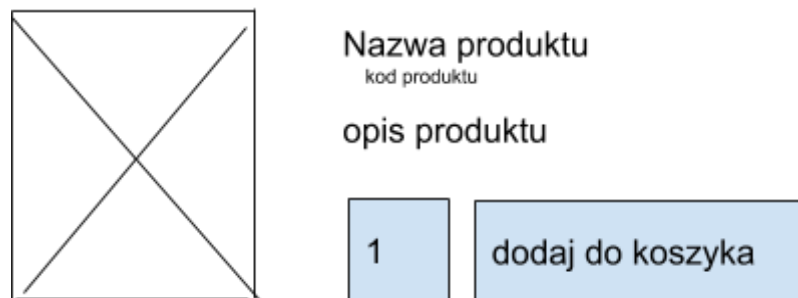 Nazwa produktu
kod produktu
opis produktu
1
dodaj do koszyka